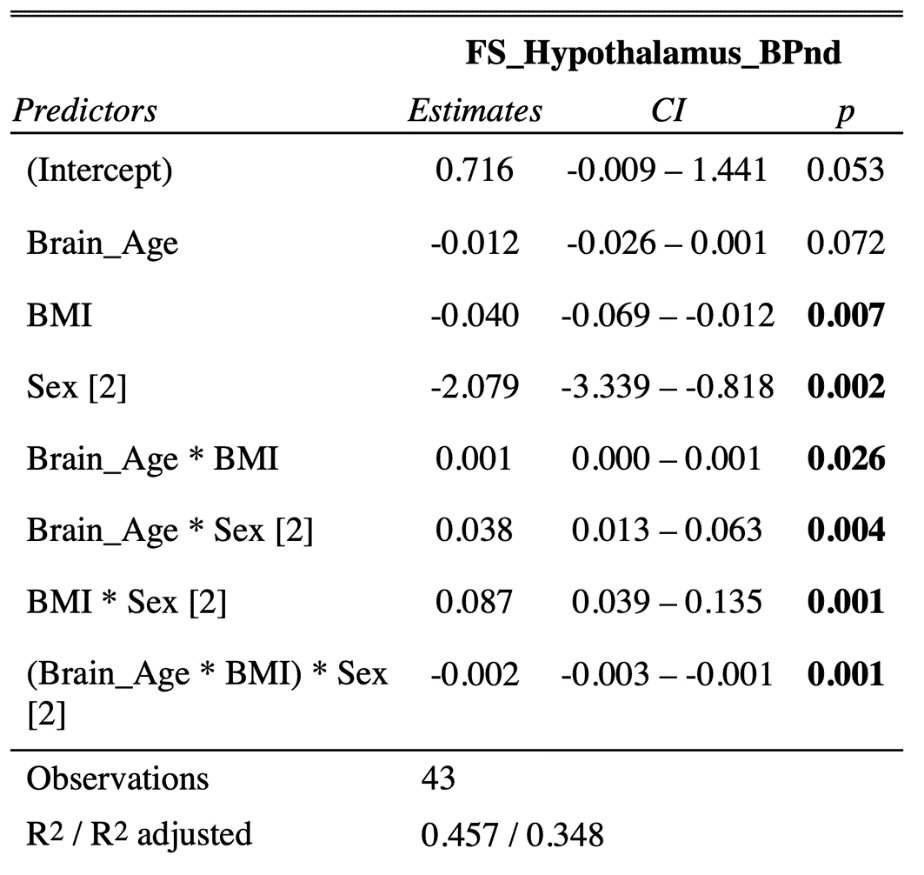 FS_Hypothalamus_BPnd
Predictors Estimates CI p
(Intercept) 0.716 -0.009 – 1.441 0.053
Brain_Age -0.012 -0.026 – 0.001 0.072
BMI -0.040 -0.069 – -0.012 0.007
Sex [2] -2.079 -3.339 – -0.818 0.002
Brain_Age * BMI 0.001 0.000 – 0.001 0.026
Brain_Age * Sex [2] 0.038 0.013 – 0.063 0.004
BMI * Sex [2] 0.087 0.039 – 0.135 0.001
(Brain_Age * BMI) * Sex -0.002 -0.003 – -0.001 0.001
[2]
Observations 43
R2 / R2 adjusted 0.457 / 0.348